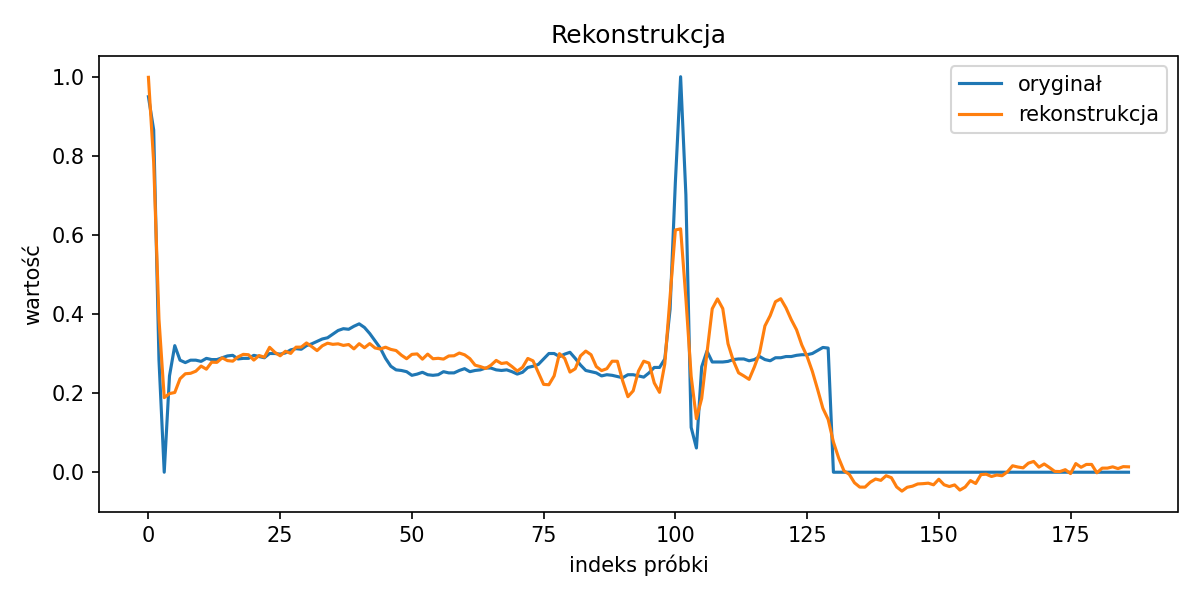 Rekonstrukcja
oryginał
rekonstrukcja
wartość
1.0
0.8
0.6
0.4
0.2
0.0
0 25 50 75 100 125 150 175
indeks próbki